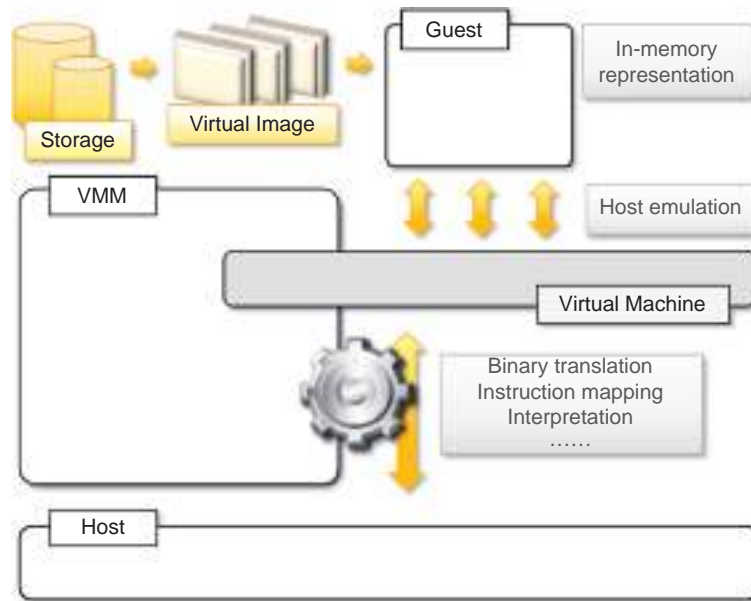 Guest
In-memory
representation
Virtual Image
Storage
VMM
Host emulation
Virtual Machine
Binary translation
Instruction mapping
Interpretation
……
Host